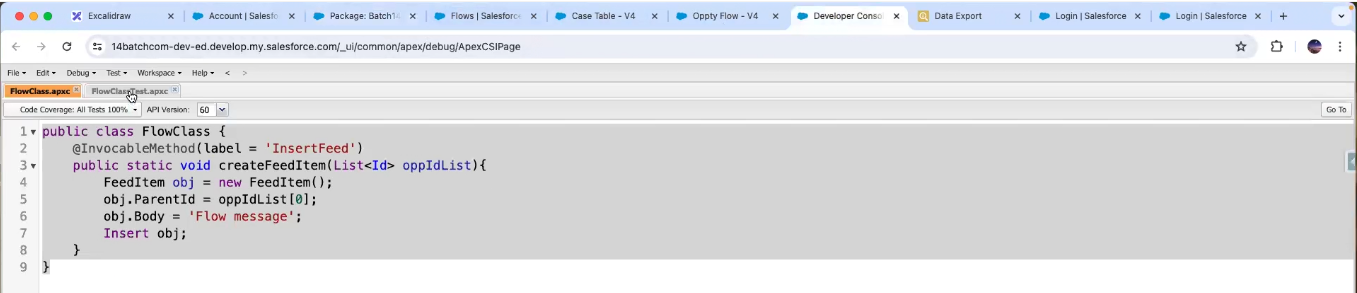 Excalidraw
Account | Salesfo
Package: Batch14
Flows | Salesforce
Case Table - V4
Oppty Flow - V4
Developer Conso
Data Export
Login | Salesforce
Login | Salesforce
14batchcom-dev-ed.develop.my.salesforce.com/_ui/common/apex/debug/ApexCSIPage
File Edit Debug Test Workspace Help < >
FlowClass.apxc FlowClassTest.apxc
Code Coverage: All Tests 100% API Version: 60 Go To
1 public class FlowClass {
2 @InvocableMethod(label = 'InsertFeed')
3 public static void createFeedItem(List<Id> oppIdList){
4 FeedItem obj = new FeedItem();
5 obj.ParentId = oppIdList[0];
6 obj.Body = 'Flow message';
7 Insert obj;
8 }
9 }